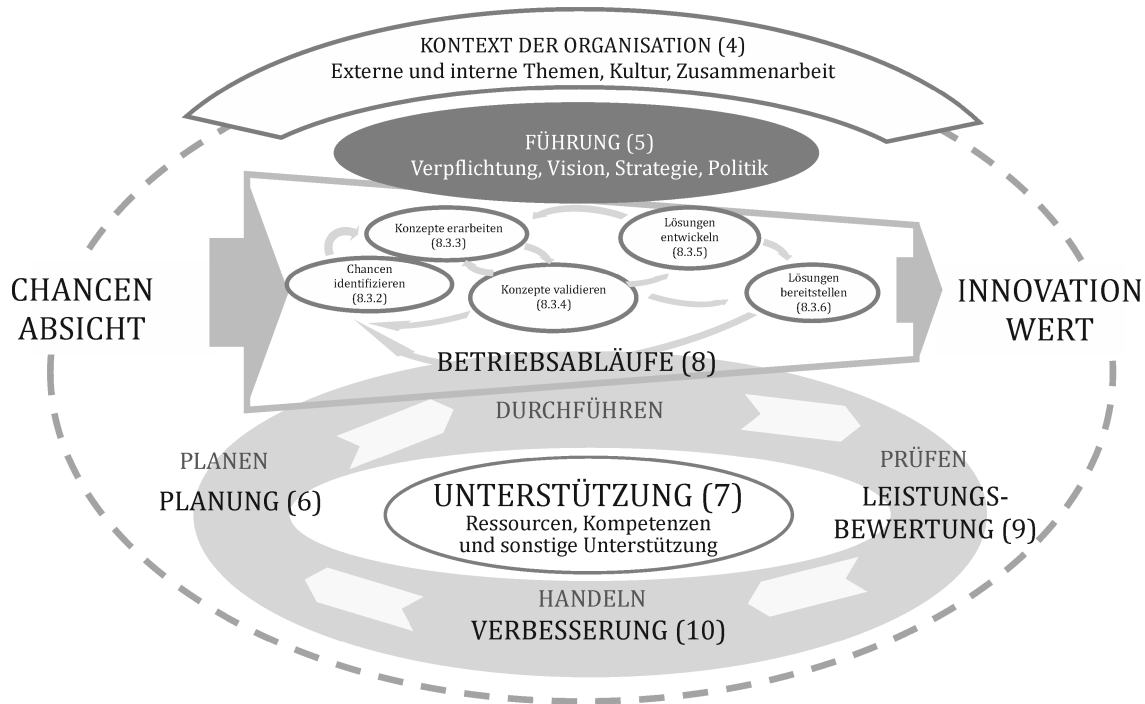 KONTEXT DER ORGANISATION (4)
Externe und interne Themen, Kultur, Zusammenarbeit
FÜHRUNG (5)
Verpflichtung, Vision, Strategie, Politik
Konzepte erarbeiten
(8.3.3)
Lösungen
entwickeln
(8.3.5)
Chancen
identifizieren
(8.3.2)
Konzepte validieren
(8.3.4)
Lösungen
bereitstellen
(8.3.6)
CHANCEN
ABSICHT
INNOVATION
WERT
BETRIEBSABLÄUFE (8)
DURCHFÜHREN
PLANEN
PLANUNG (6)
PRÜFEN
LEISTUNGS-
BEWERTUNG (9)
UNTERSTÜTZUNG (7)
Ressourcen, Kompetenzen
und sonstige Unterstützung
HANDELN
VERBESSERUNG (10)